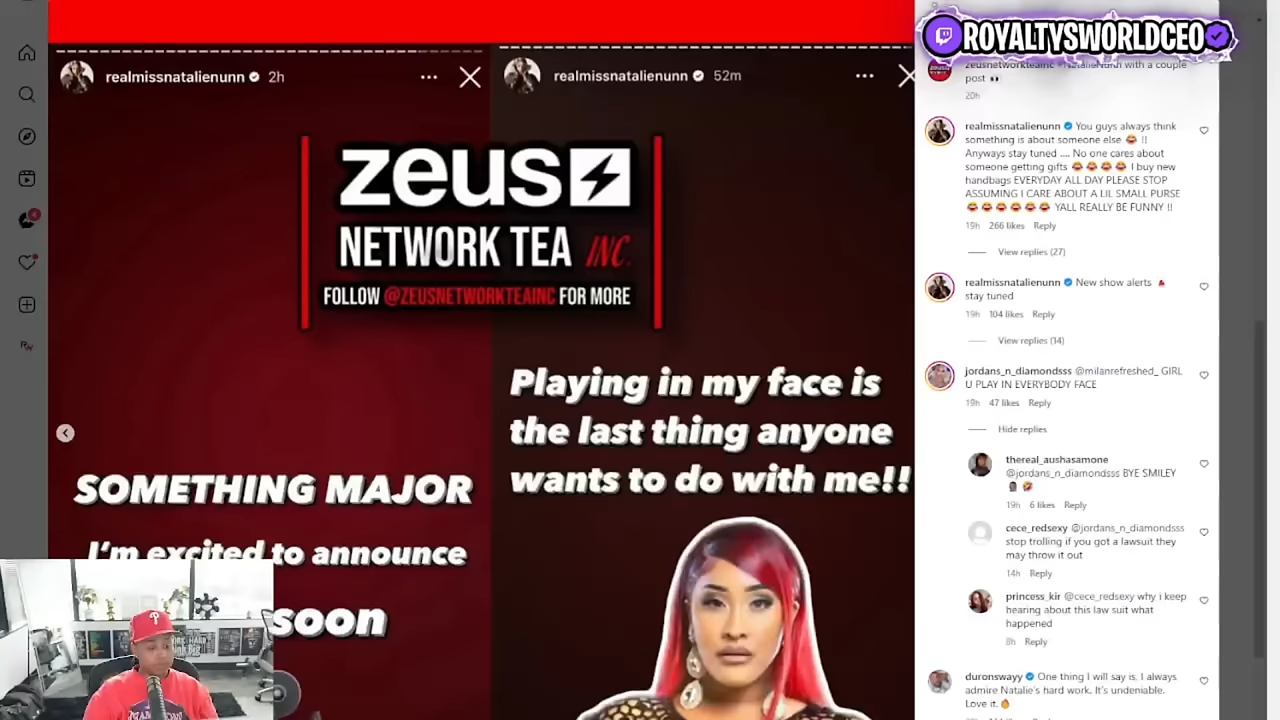 ROYALTYSWORLDCEO
realmissnatalienunn 2h
realmissnatalienunn 52m
zeus
NETWORK TEA INC.
FOLLOW @ZEUSNETWORKTEAINC FOR MORE
SOMETHING MAJOR
I'm excited to announce
soon
Playing in my face is
the last thing anyone
wants to do with me!!
zeusnetworkteainc #NatalieNunn with a couple
post 👀
20h
realmissnatalienunn You guys always think
something is about someone else 😂 !!
Anyways stay tuned .... No one cares about
someone getting gifts 😂 😂 😂 😂 I buy new
handbags EVERYDAY ALL DAY PLEASE STOP
ASSUMING I CARE ABOUT A LIL SMALL PURSE
😂 😂 😂 😂 😂 😂 YALL REALLY BE FUNNY !!
19h 266 likes Reply
View replies (27)
realmissnatalienunn New show alerts 🚨
stay tuned
19h 104 likes Reply
View replies (14)
jordans_n_diamondsss @milanrefreshed_ GIRL
U PLAY IN EVERYBODY FACE
19h 47 likes Reply
Hide replies
thereal_aushasamone
@jordans_n_diamondsss BYE SMILEY
19h 6 likes Reply
cece_redsexy @jordans_n_diamondsss
stop trolling if you got a lawsuit they
may throw it out
14h Reply
princess_kir @cece_redsexy why i keep
hearing about this law suit what
happened
8h Reply
duronswayy One thing I will say is, I always
admire Natalie's hard work. It's undeniable.
Love it.🔥